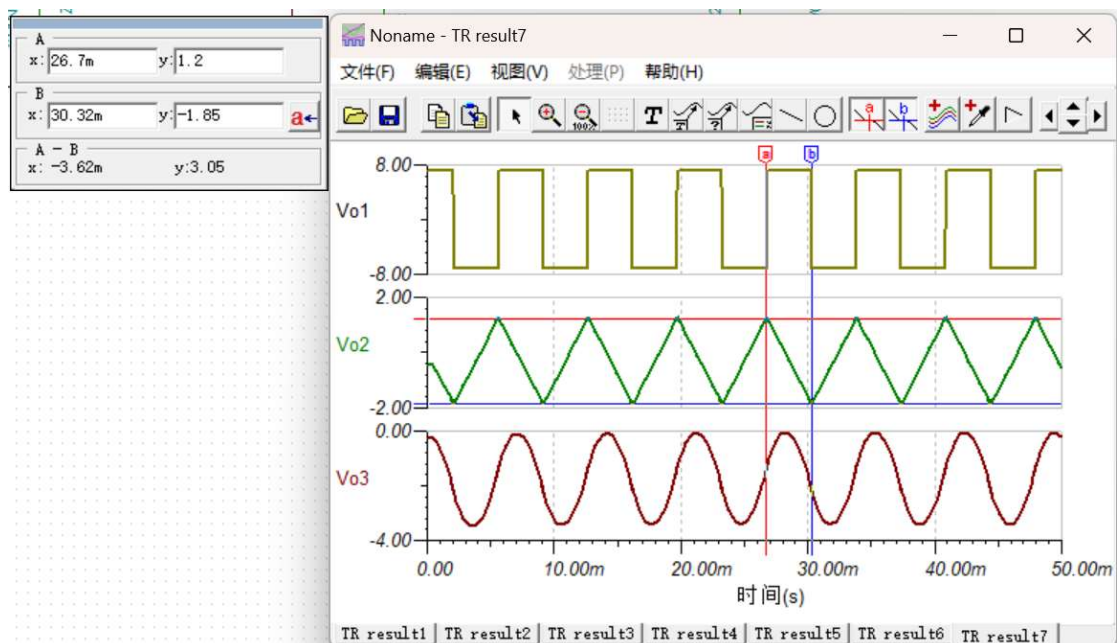 A
x: 26.7m y: 1.2
B
x: 30.32m y: -1.85
a
A - B
x: -3.62m y:3.05
Noname - TR result7
文件(F) 编辑(E) 视图(V) 处理(P) 帮助(H)
100% T T ? = z a b
a b
8.00
Vo1
-8.00
2.00
Vo2
-2.00
0.00
Vo3
-4.00
0.00 10.00m 20.00m 30.00m 40.00m 50.00m
时间(s)
TR result1 TR result2 TR result3 TR result4 TR result5 TR result6 TR result7